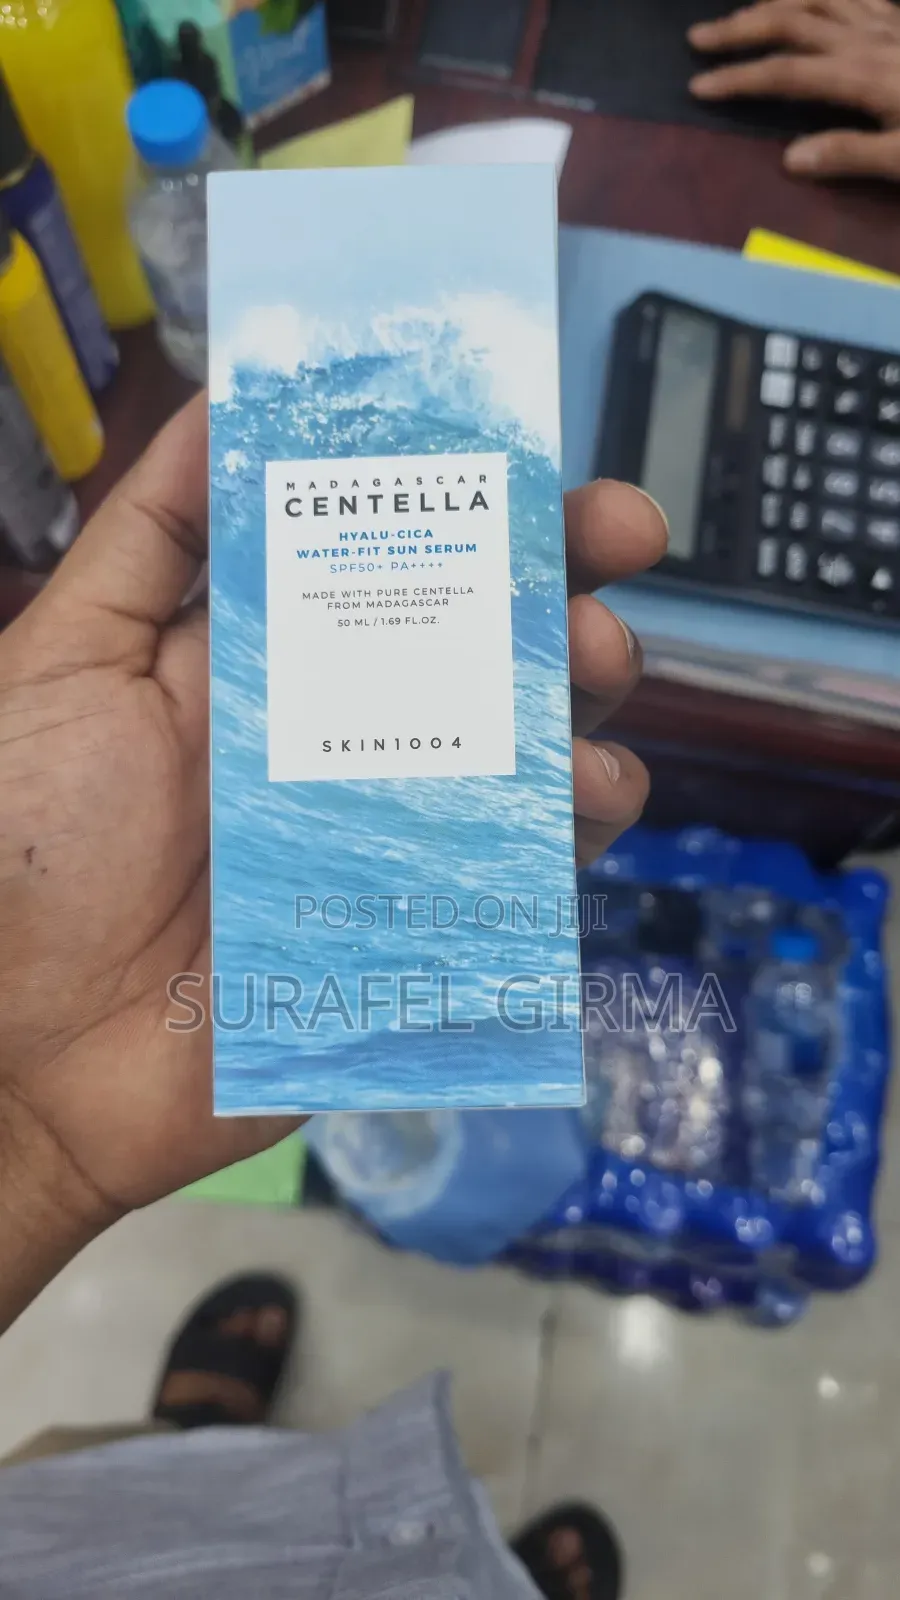 MADAGASCAR
CENTELLA
HYALU-CICA
WATER-FIT SUN SERUM
SPF50+ PA++++
MADE WITH PURE CENTELLA
FROM MADAGASCAR
50 ML / 1.69 FL.OZ.
SKIN1004
POSTED ON JIJI
SURAFEL GIRMA